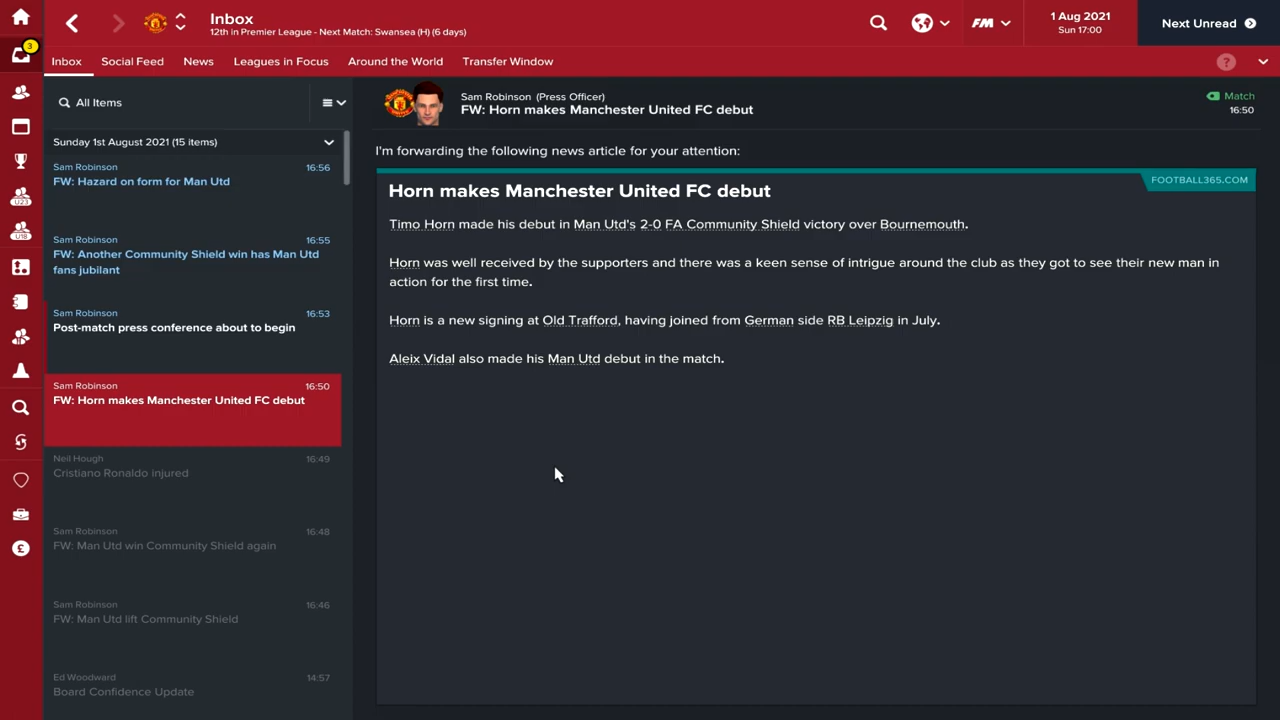 Inbox
12th in Premier League - Next Match: Swansea (H) (6 days)
FM
1 Aug 2021
Sun 17:00
Next Unread
3
Inbox
Social Feed
News
Leagues in Focus
Around the World
Transfer Window
?
All Items
Sunday 1st August 2021 (15 items)
Sam Robinson 16:56
FW: Hazard on form for Man Utd
Sam Robinson 16:55
FW: Another Community Shield win has Man Utd
fans jubilant
Sam Robinson 16:53
Post-match press conference about to begin
Sam Robinson 16:50
FW: Horn makes Manchester United FC debut
Neil Hough 16:49
Cristiano Ronaldo injured
Sam Robinson 16:48
FW: Man Utd win Community Shield again
Sam Robinson 16:46
FW: Man Utd lift Community Shield
Ed Woodward 14:57
Board Confidence Update
U23
U18
£
Sam Robinson (Press Officer)
FW: Horn makes Manchester United FC debut
Match
16:50
I'm forwarding the following news article for your attention:
FOOTBALL365.COM
Horn makes Manchester United FC debut
Timo Horn made his debut in Man Utd's 2-0 FA Community Shield victory over Bournemouth.
Horn was well received by the supporters and there was a keen sense of intrigue around the club as they got to see their new man in
action for the first time.
Horn is a new signing at Old Trafford, having joined from German side RB Leipzig in July.
Aleix Vidal also made his Man Utd debut in the match.